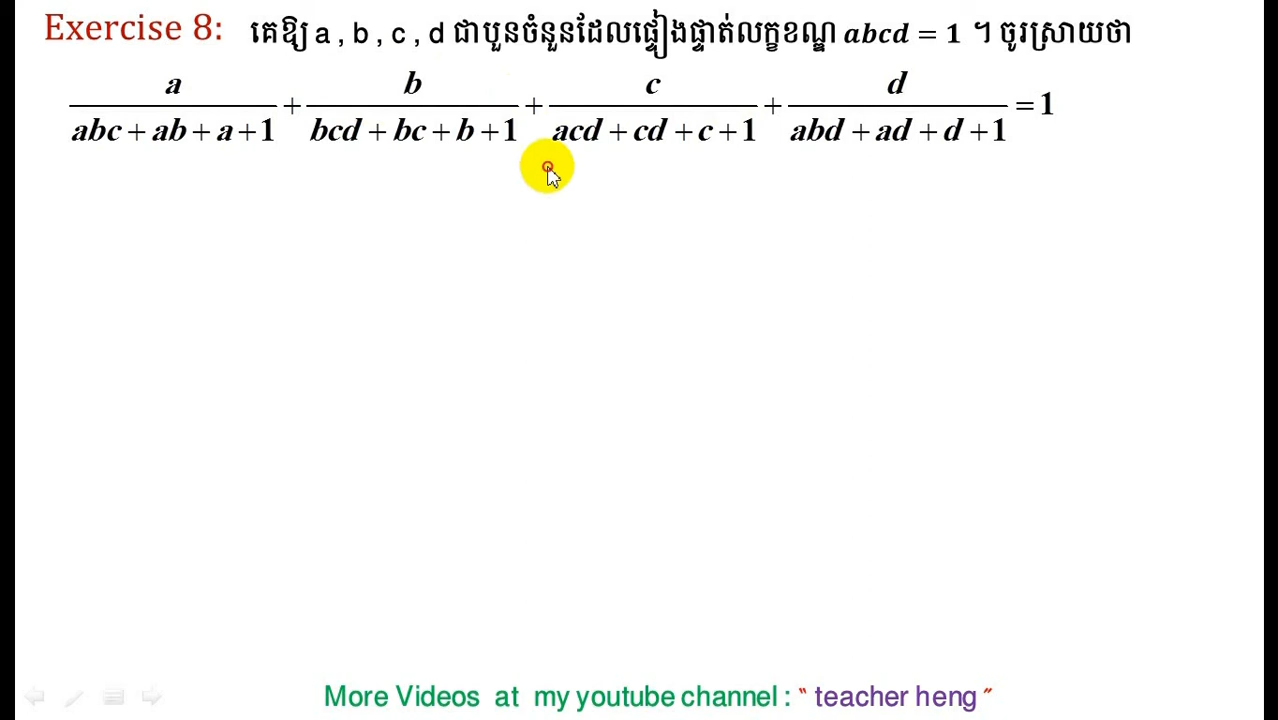 Exercise 8: គេឱ្យ a , b , c , d ជាបួនចំនួនដែលផ្ទៀងផ្ទាត់លក្ខខណ្ឌ abcd = 1 ។ ចូរស្រាយថា
a/(abc + ab + a + 1) + b/(bcd + bc + b + 1) + c/(acd + cd + c + 1) + d/(abd + ad + d + 1) = 1
More Videos at my youtube channel : “ teacher heng ”